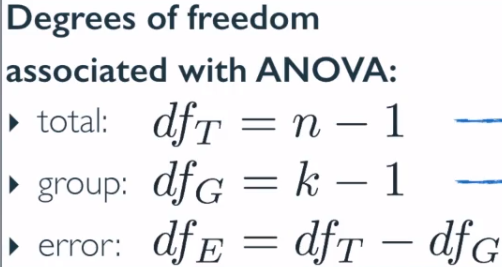 Degrees of freedom
associated with ANOVA:
▸ total: df_T = n − 1
▸ group: df_G = k − 1
▸ error: df_E = df_T − df_G